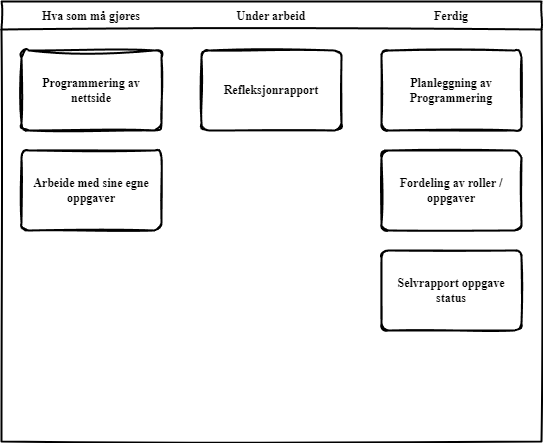 Hva som må gjøres
Under arbeid
Ferdig
Programmering av
nettside
Refleksjonrapport
Planleggning av
Programmering
Arbeide med sine egne
oppgaver
Fordeling av roller /
oppgaver
Selvrapport oppgave
status